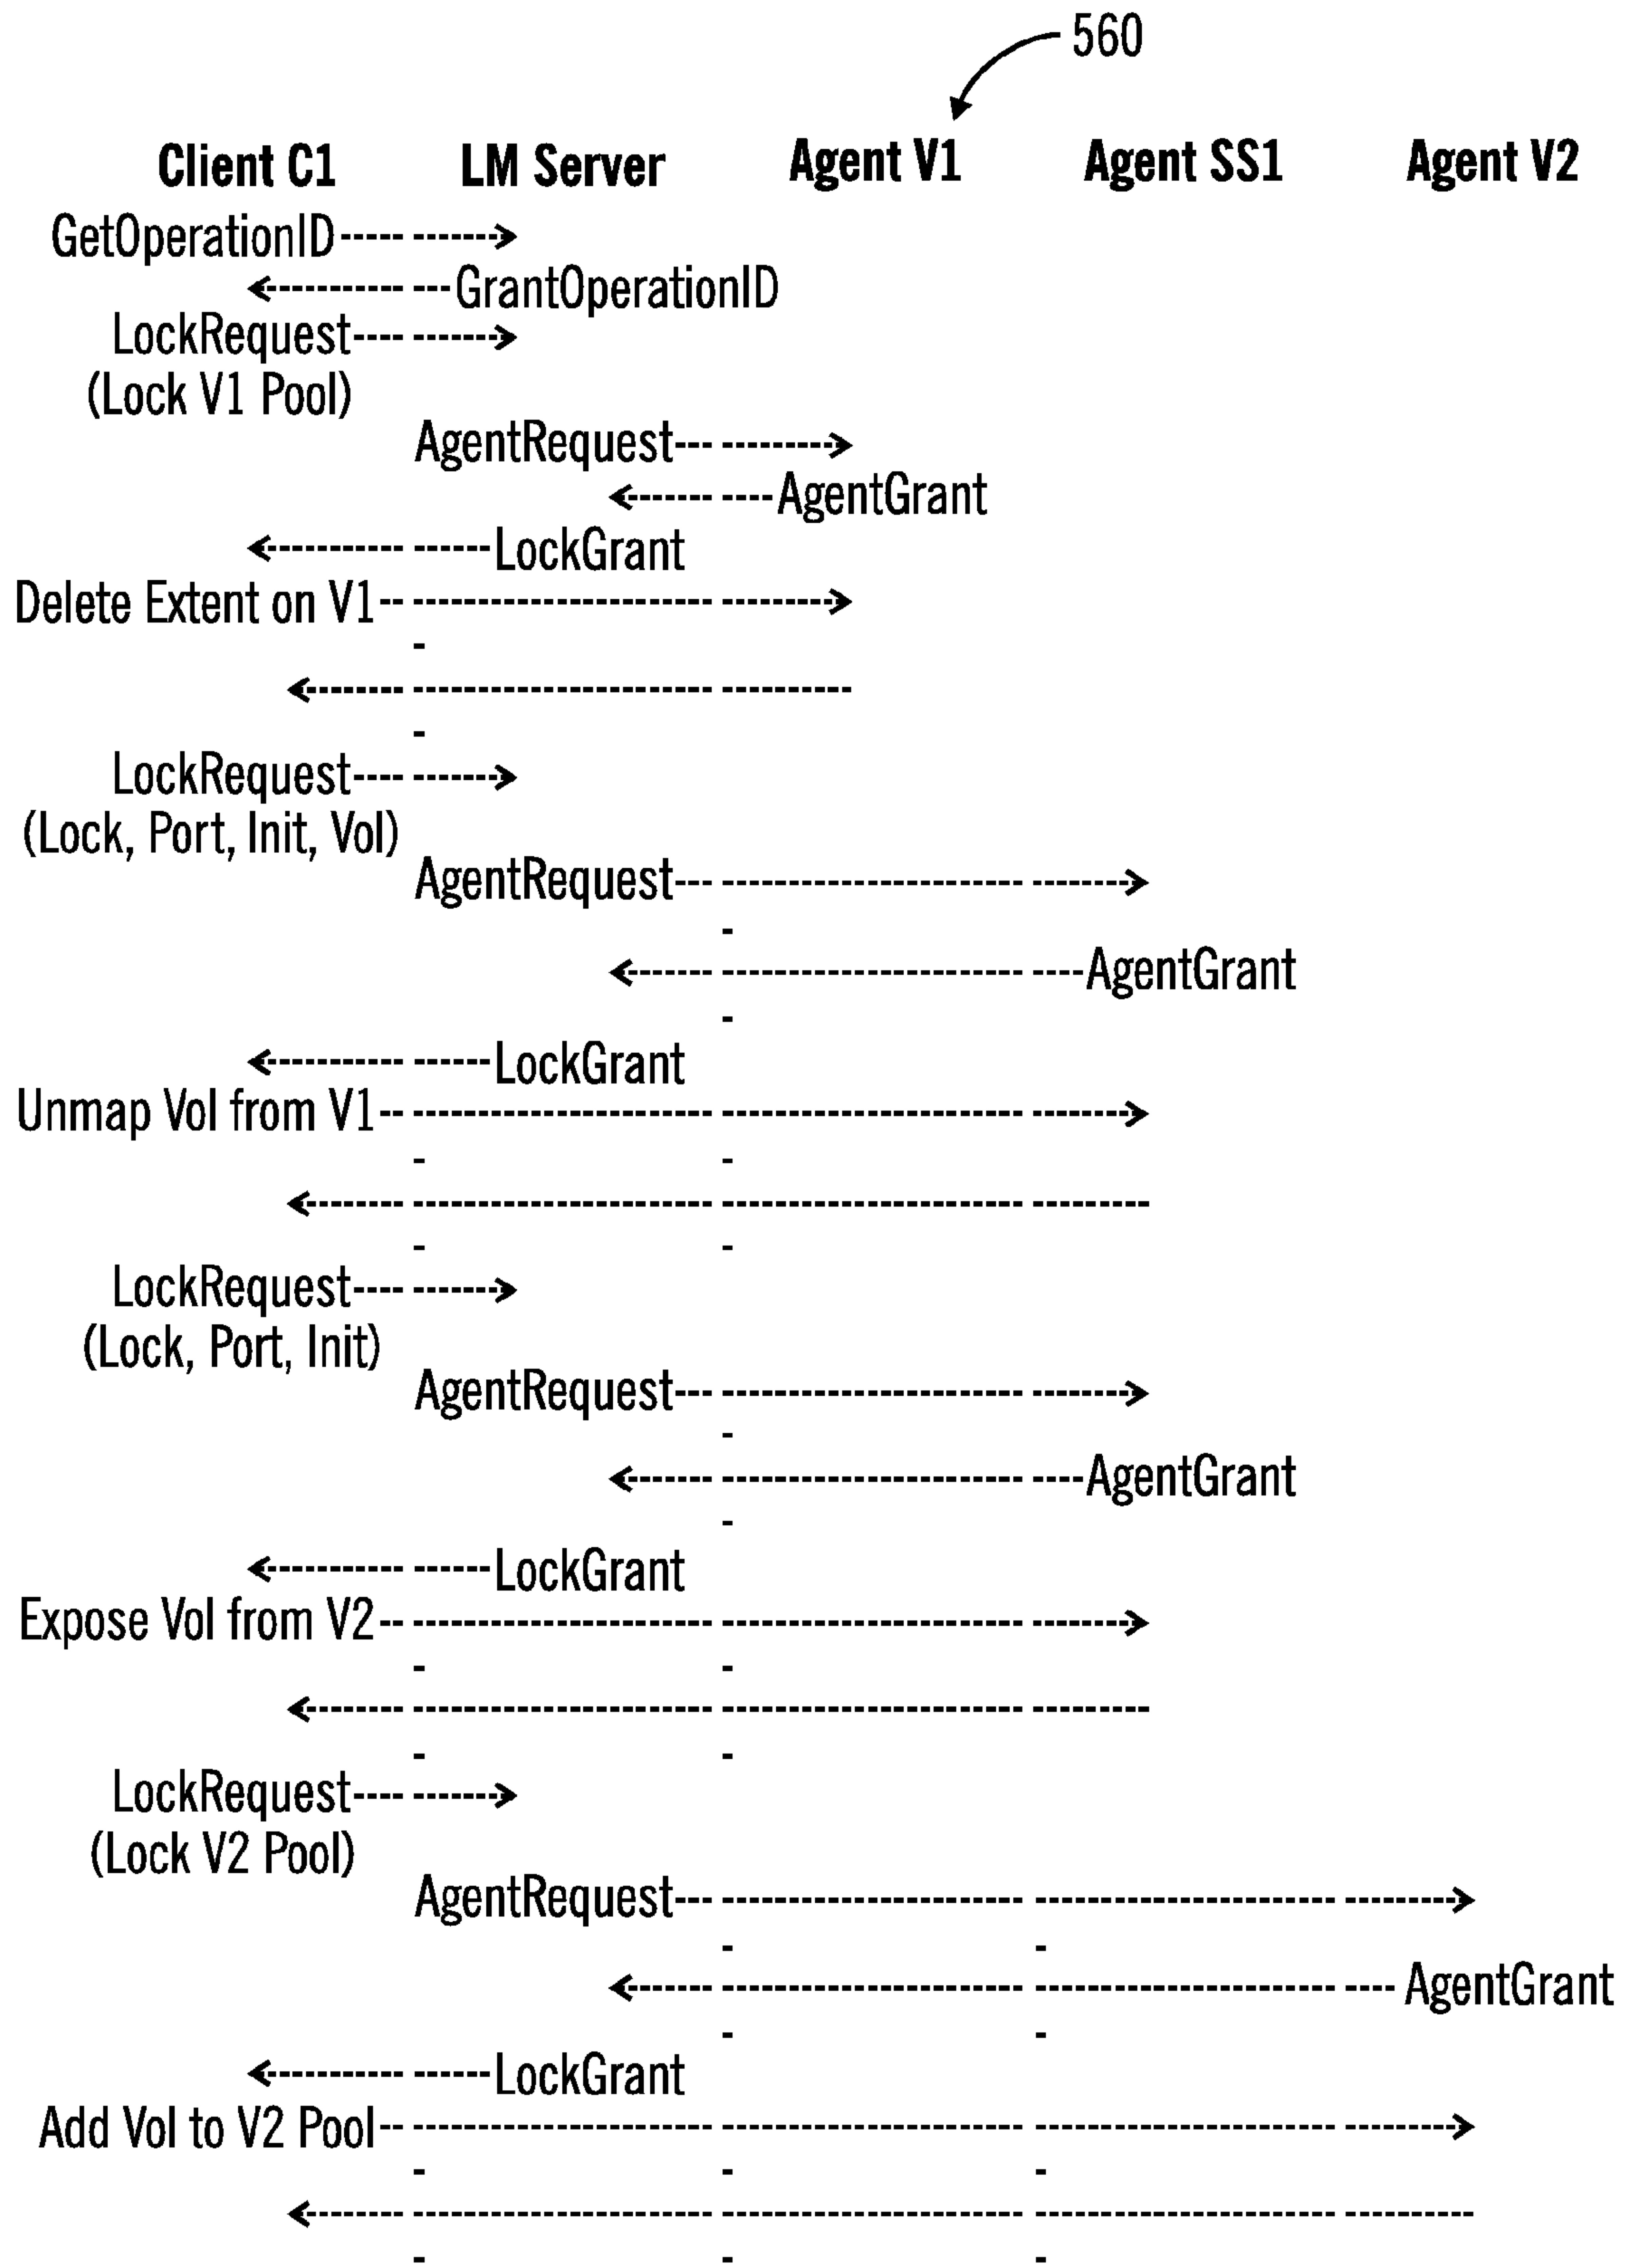 560
Client C1 LM Server Agent V1 Agent SS1 Agent V2
GetOperationID
GrantOperationID
LockRequest
(Lock V1 Pool)
AgentRequest
AgentGrant
LockGrant
Delete Extent on V1
LockRequest
(Lock, Port, Init, Vol)
AgentRequest
AgentGrant
LockGrant
Unmap Vol from V1
LockRequest
(Lock, Port, Init)
AgentRequest
AgentGrant
LockGrant
Expose Vol from V2
LockRequest
(Lock V2 Pool)
AgentRequest
AgentGrant
LockGrant
Add Vol to V2 Pool